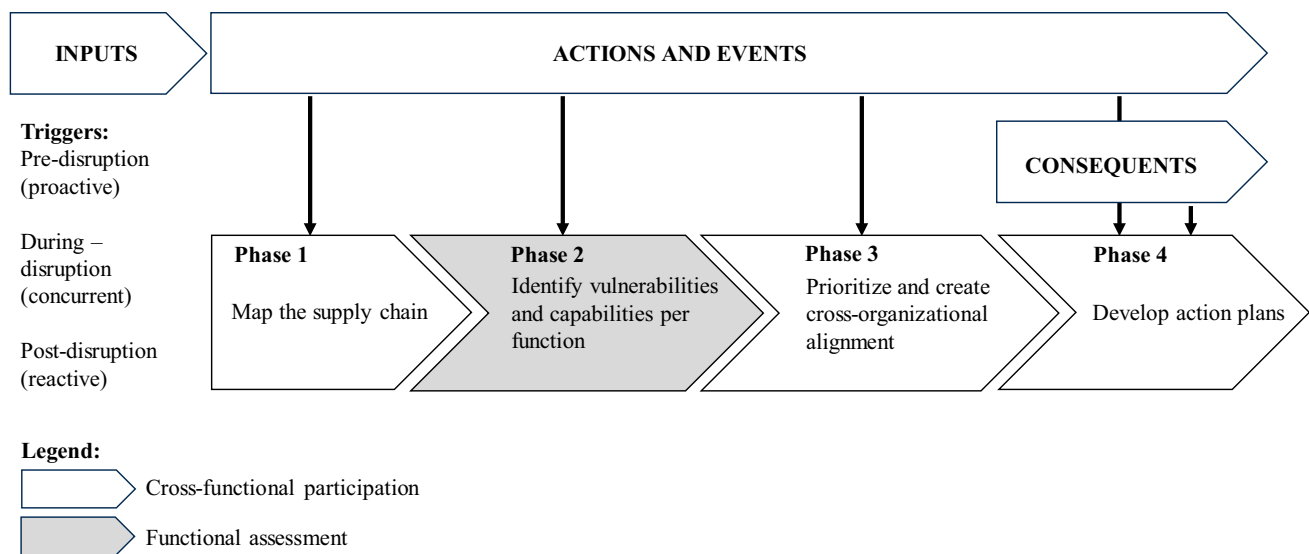 INPUTS
ACTIONS AND EVENTS
Triggers:
Pre-disruption
(proactive)
During –
disruption
(concurrent)
Post-disruption
(reactive)
CONSEQUENTS
Phase 1
Map the supply chain
Phase 2
Identify vulnerabilities
and capabilities per
function
Phase 3
Prioritize and create
cross-organizational
alignment
Phase 4
Develop action plans
Legend:
Cross-functional participation
Functional assessment